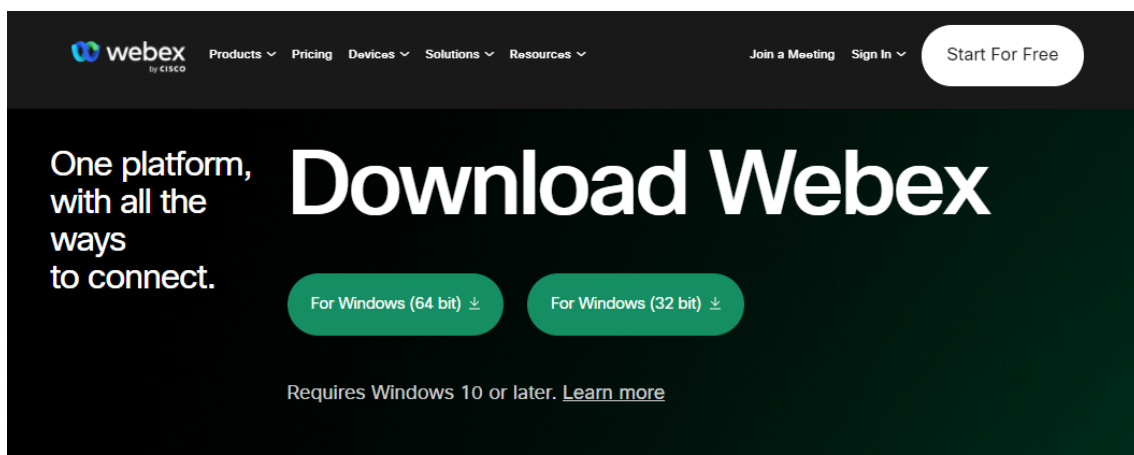 webex
by CISCO
Products Pricing Devices Solutions Resources Join a Meeting Sign In Start For Free
One platform,
with all the
ways
to connect.
Download Webex
For Windows (64 bit) For Windows (32 bit)
Requires Windows 10 or later. Learn more